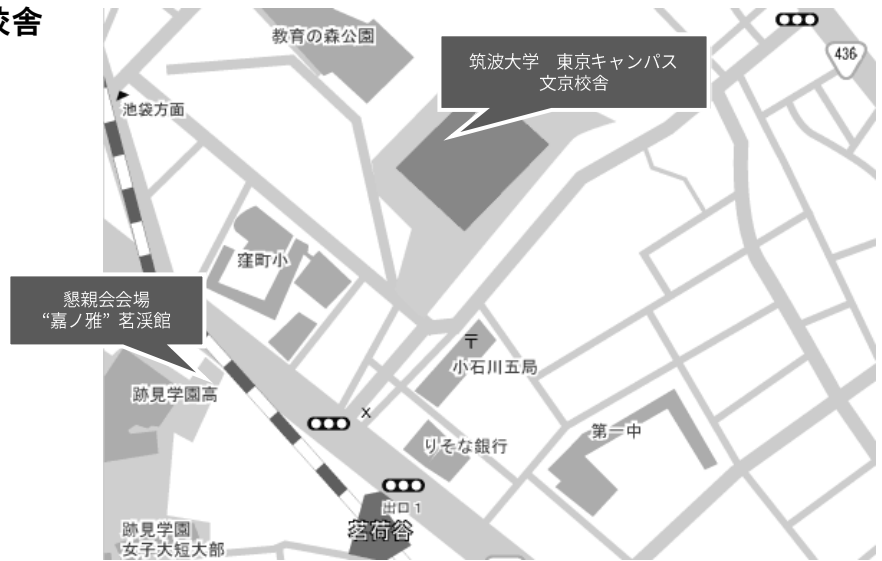 校舎
教育の森公園
筑波大学　東京キャンパス
文京校舎
436
池袋方面
窪町小
懇親会会場
“嘉ノ雅”茗渓館
〒
小石川五局
跡見学園高
x
りそな銀行
第一中
出口1
茗荷谷
跡見学園
女子大短大部